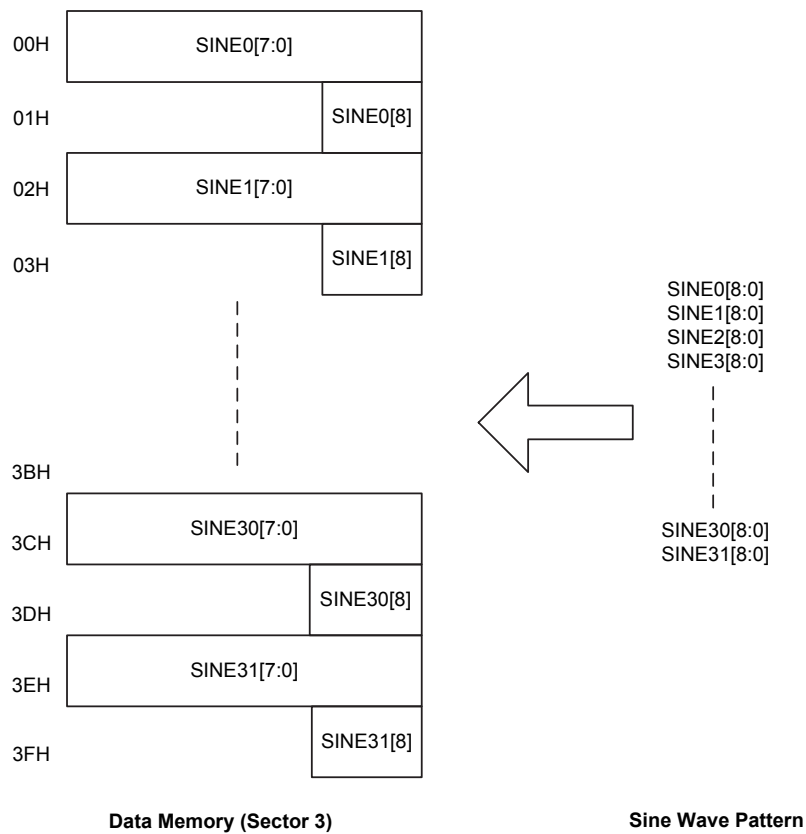 00H
SINE0[7:0]
01H
SINE0[8]
02H
SINE1[7:0]
03H
SINE1[8]
3BH
3CH
SINE30[7:0]
3DH
SINE30[8]
3EH
SINE31[7:0]
3FH
SINE31[8]
Data Memory (Sector 3)
SINE0[8:0]
SINE1[8:0]
SINE2[8:0]
SINE3[8:0]
SINE30[8:0]
SINE31[8:0]
Sine Wave Pattern